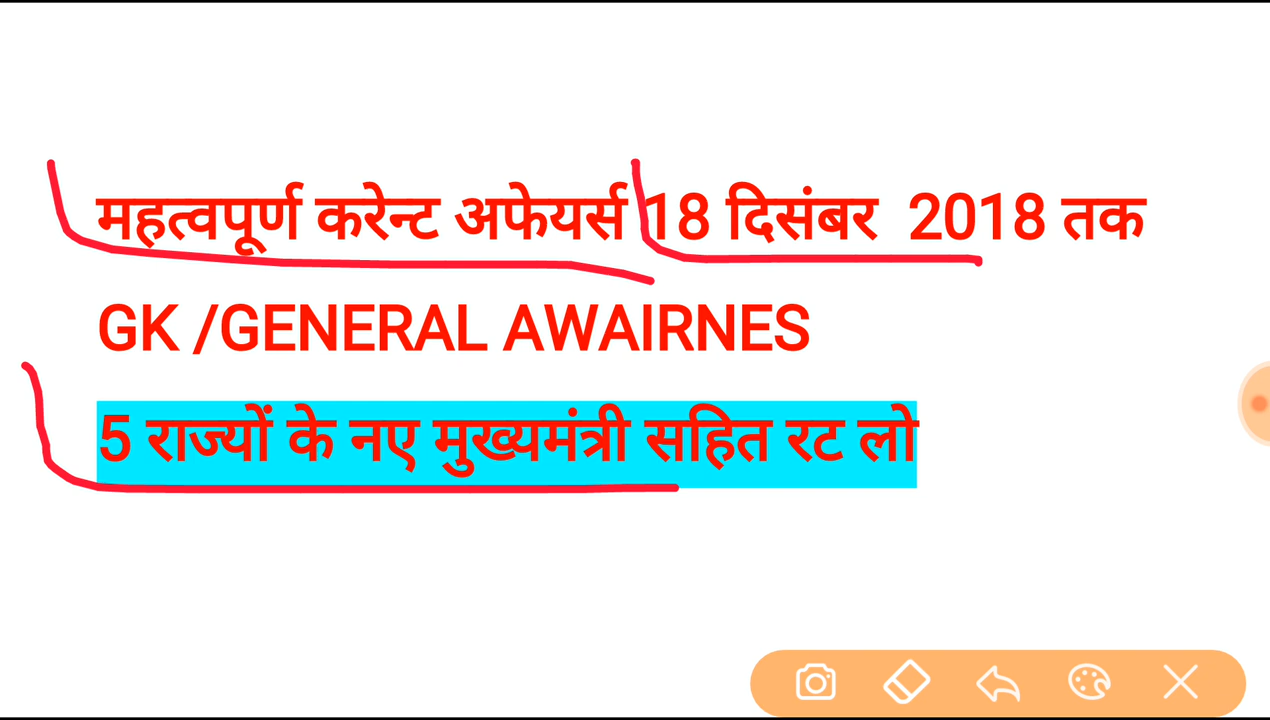 महत्वपूर्ण करेन्ट अफेयर्स 18 दिसंबर 2018 तक
GK /GENERAL AWAIRNES
5 राज्यों के नए मुख्यमंत्री सहित रट लो